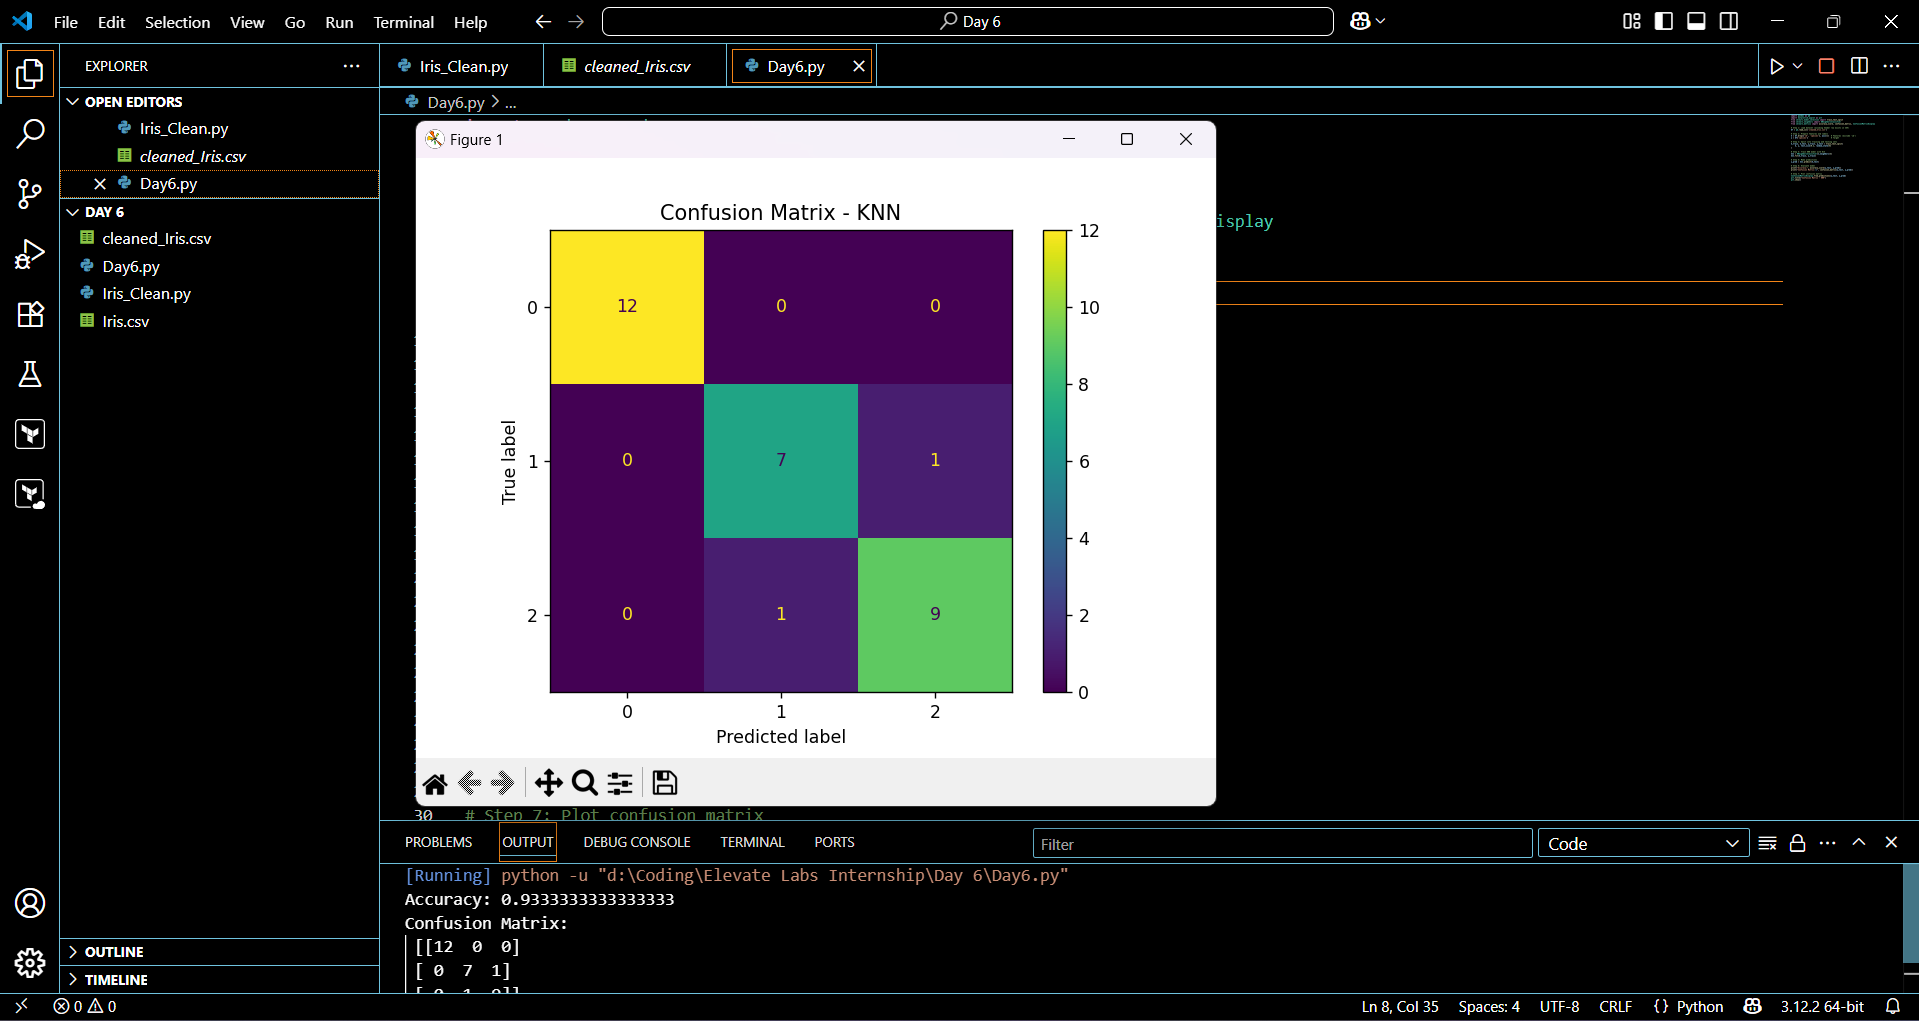 File Edit Selection View Go Run Terminal Help
Day 6
EXPLORER
OPEN EDITORS
Iris_Clean.py
cleaned_Iris.csv
Day6.py
DAY 6
cleaned_Iris.csv
Day6.py
Iris_Clean.py
Iris.csv
OUTLINE
TIMELINE
Iris_Clean.py cleaned_Iris.csv Day6.py
Day6.py > ...
isplay
Figure 1
Confusion Matrix - KNN
12 0 0
0 7 1
0 1 9
0
1
2
True label
0 1 2
Predicted label
12
10
8
6
4
2
0
30 # Step 7: Plot confusion matrix
PROBLEMS OUTPUT DEBUG CONSOLE TERMINAL PORTS
Filter
Code
[Running] python -u "d:\Coding\Elevate Labs Internship\Day 6\Day6.py"
Accuracy: 0.9333333333333333
Confusion Matrix:
[[12 0 0]
[ 0 7 1]
[ 0 1 9]]
0 0
Ln 8, Col 35 Spaces: 4 UTF-8 CRLF {} Python 3.12.2 64-bit